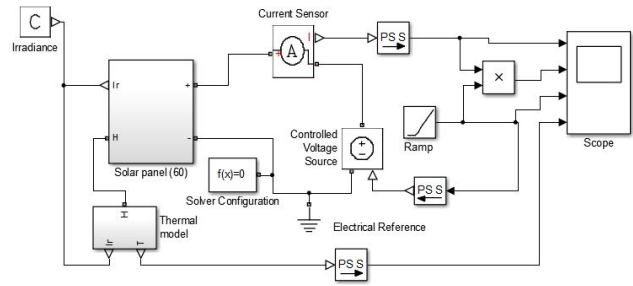 Current Sensor
C
Irradiance
I
PS S
+
A
Ir
+
H
-
Solar panel (60)
×
Scope
Ramp
Controlled
Voltage
Source
+
-
f(x)=0
Solver Configuration
PS S
Electrical Reference
H
Thermal
model
Ir
T
PS S